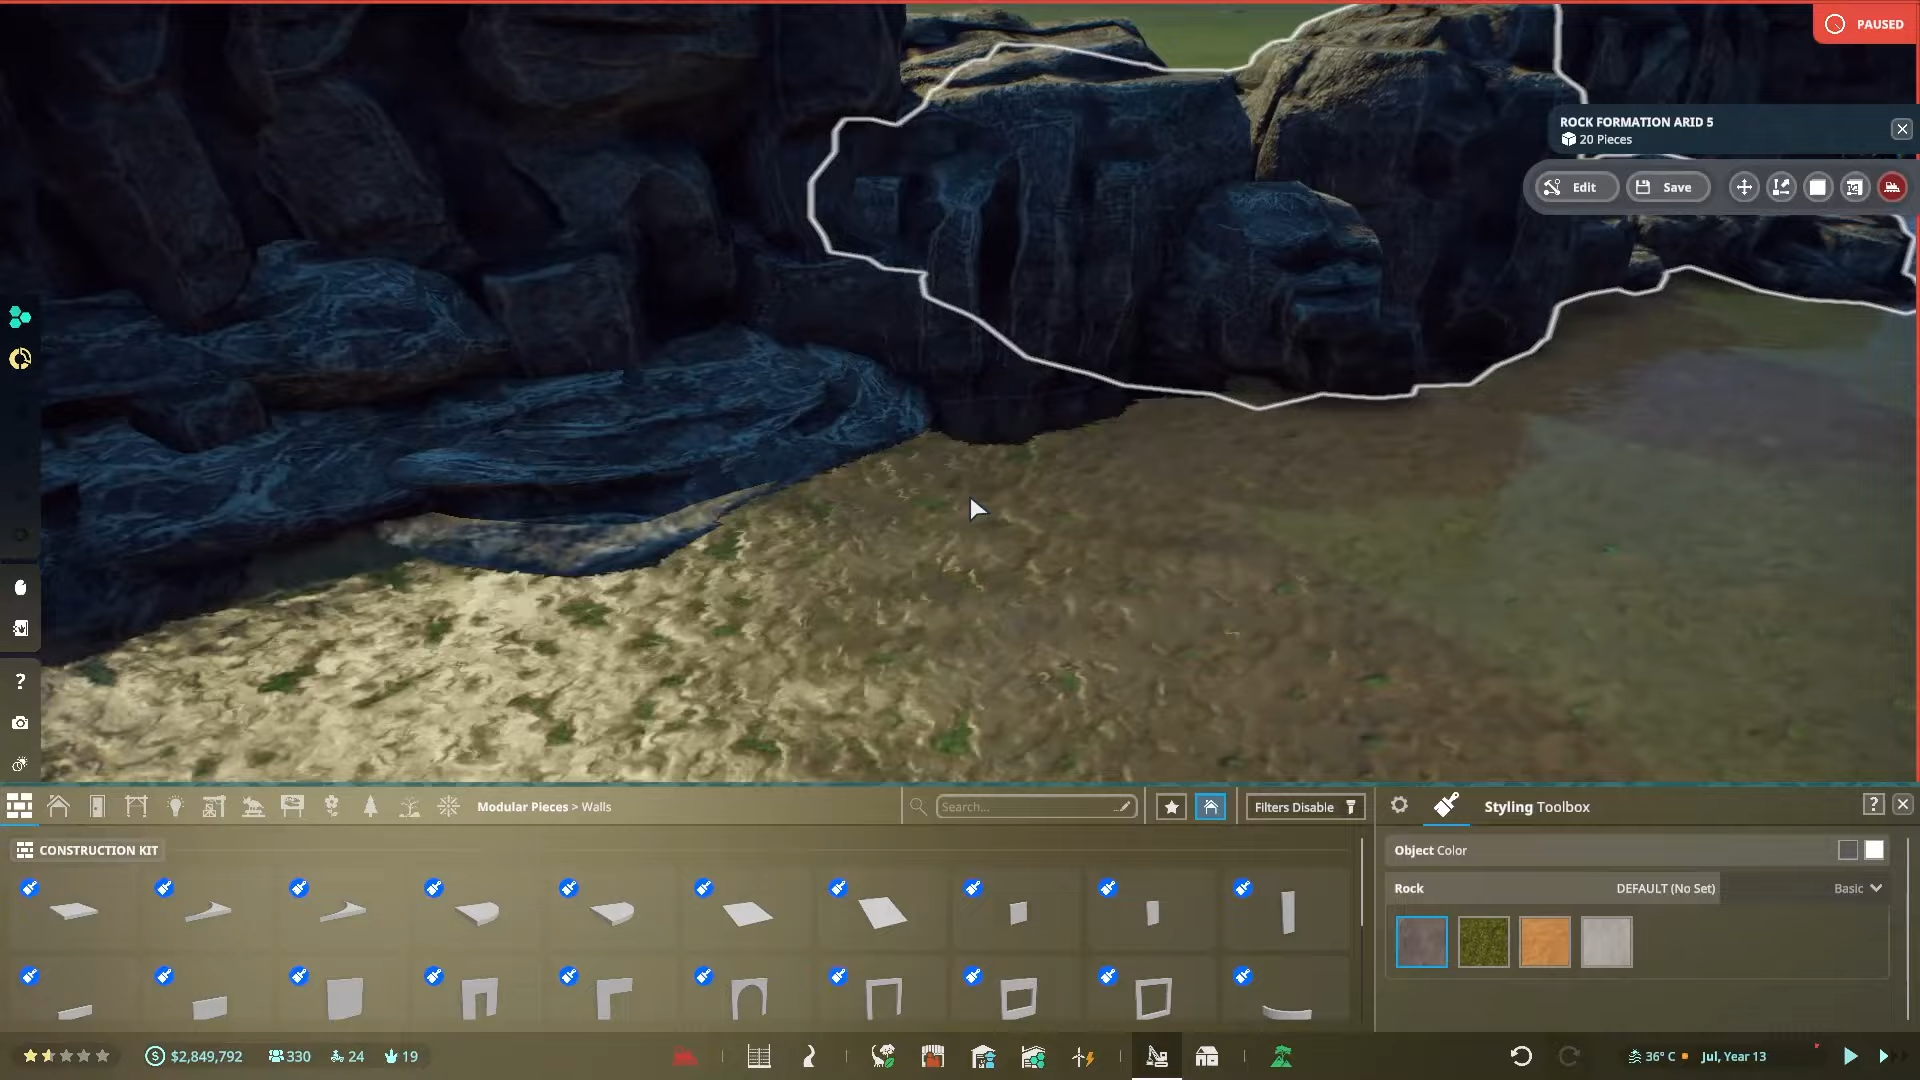 PAUSED
ROCK FORMATION ARID 5
20 Pieces
Edit
Save
?
Modular Pieces > Walls
Search...
Filters Disable
Styling Toolbox
?
CONSTRUCTION KIT
Object Color
Rock
DEFAULT (No Set)
Basic
$2,849,792
330
24
19
36° C
Jul, Year 13